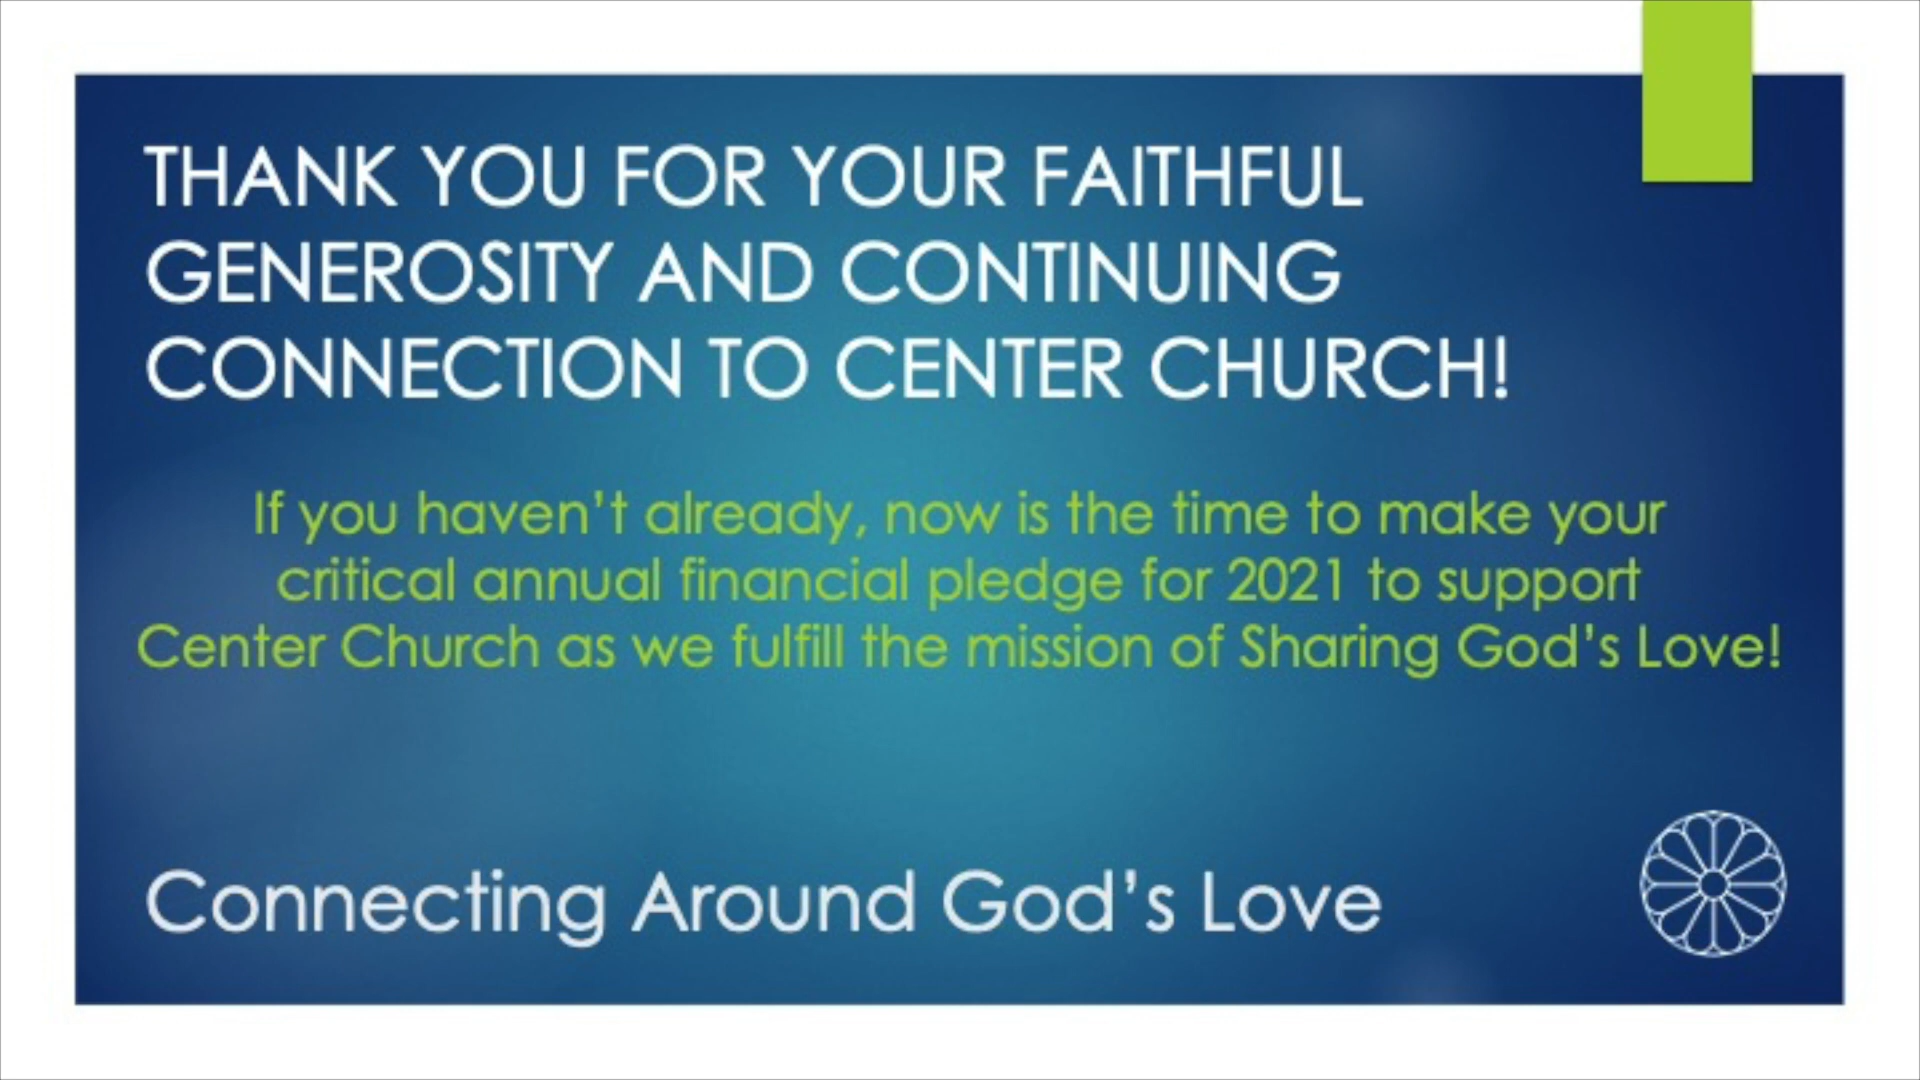 THANK YOU FOR YOUR FAITHFUL
GENEROSITY AND CONTINUING
CONNECTION TO CENTER CHURCH!
If you haven’t already, now is the time to make your
critical annual financial pledge for 2021 to support
Center Church as we fulfill the mission of Sharing God’s Love!
Connecting Around God’s Love